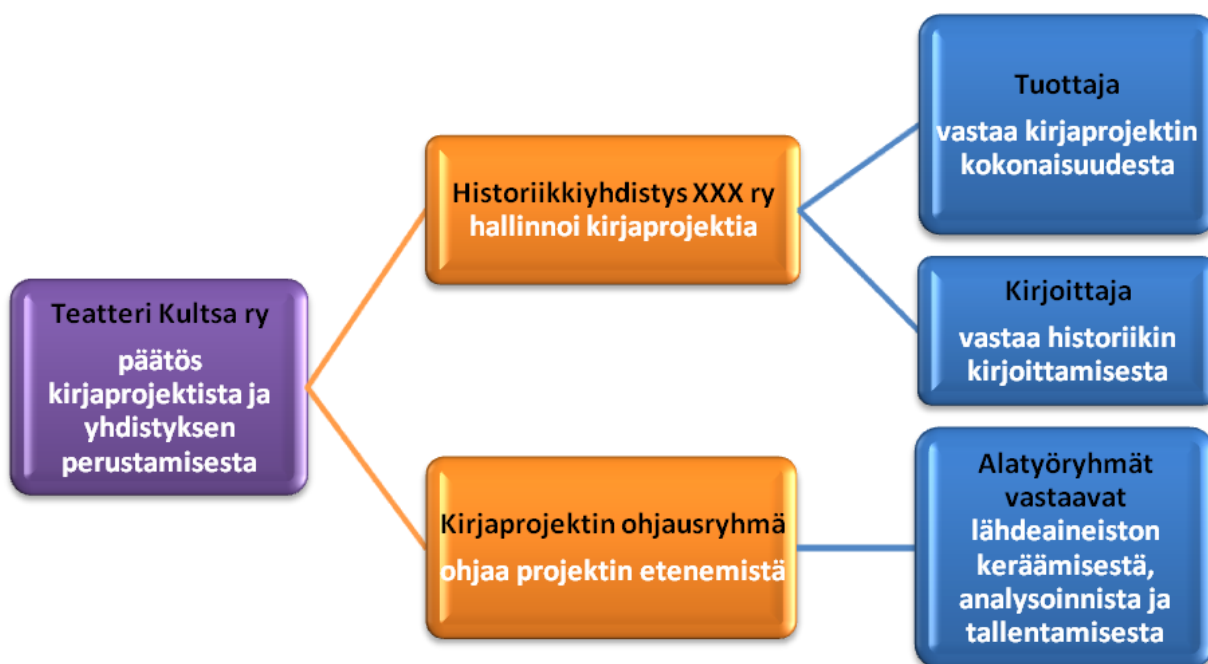 Teatteri Kultsa ry
päätös
kirjaprojektista ja
yhdistyksen
perustamisesta
Historiikkiyhdistys XXX ry
hallinnoi kirjaprojektia
Kirjaprojektin ohjausryhmä
ohjaa projektin etenemistä
Tuottaja
vastaa kirjaprojektin
kokonaisuudesta
Kirjoittaja
vastaa historiikin
kirjoittamisesta
Alatyöryhmät
vastaavat
lähdeaineiston
keräämisestä,
analysoinnista ja
tallentamisesta